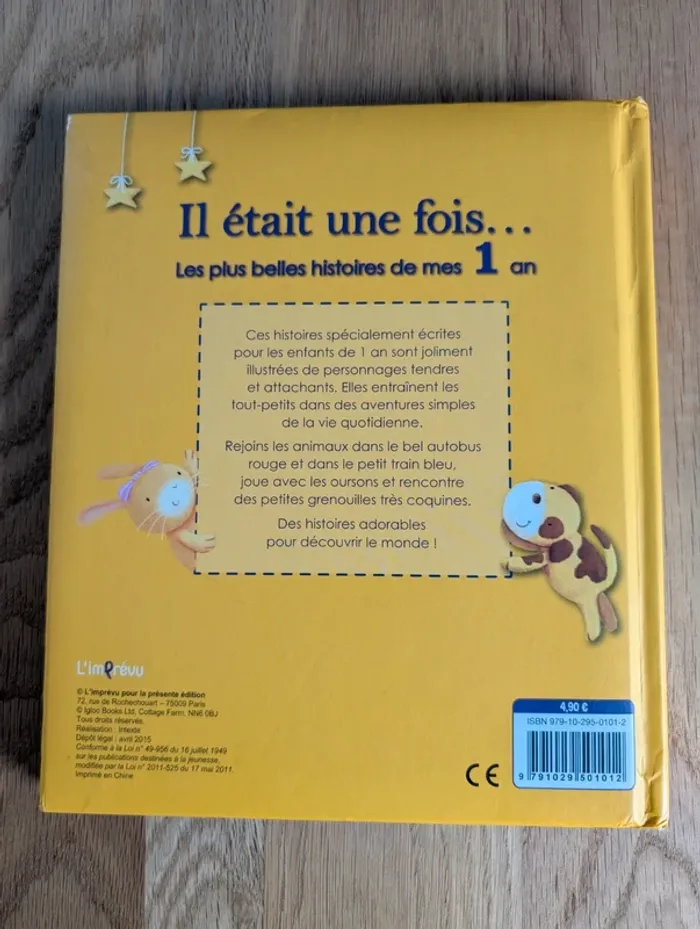 Il était une fois...
Les plus belles histoires de mes 1 an
Ces histoires spécialement écrites
pour les enfants de 1 an sont joliment
illustrées de personnages tendres
et attachants. Elles entraînent les
tout-petits dans des aventures simples
de la vie quotidienne.
Rejoins les animaux dans le bel autobus
rouge et dans le petit train bleu,
joue avec les oursons et rencontre
des petites grenouilles très coquines.
Des histoires adorables
pour découvrir le monde !
L'imprévu
© L'imprévu pour la présente édition
72, rue de Rochechouart - 75009 Paris
© Igloo Books Ltd, Cottage Farm, NN6 0BJ
Tous droits réservés.
Réalisation : Intexte
Dépôt légal : avril 2015
Conforme à la Loi n° 49-956 du 16 juillet 1949
sur les publications destinées à la jeunesse,
modifiée par la Loi n° 2011-525 du 17 mai 2011.
Imprimé en Chine
CE
4,90 €
ISBN 979-10-295-0101-2
9 791029 501012